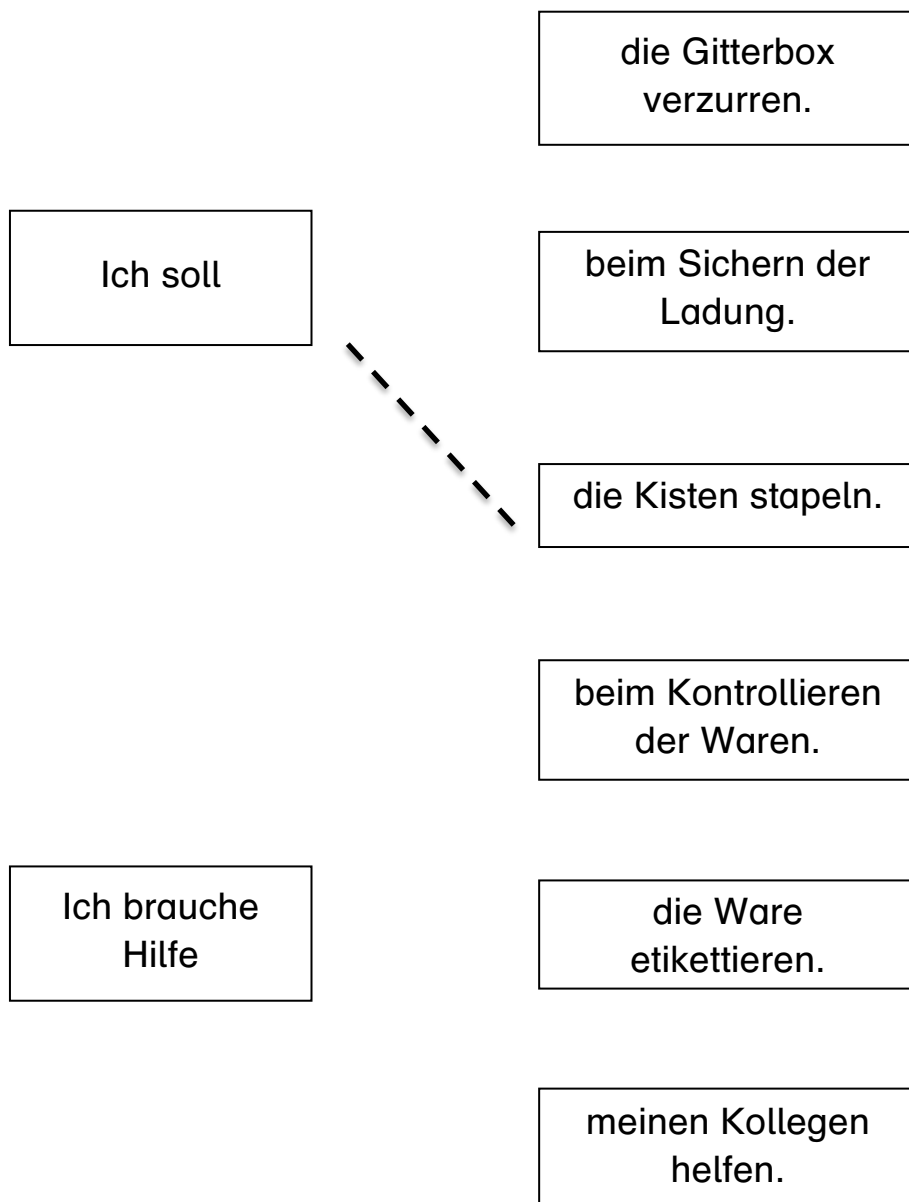 die Gitterbox
verzurren.
Ich soll
beim Sichern der
Ladung.
die Kisten stapeln.
beim Kontrollieren
der Waren.
Ich brauche
Hilfe
die Ware
etikettieren.
meinen Kollegen
helfen.